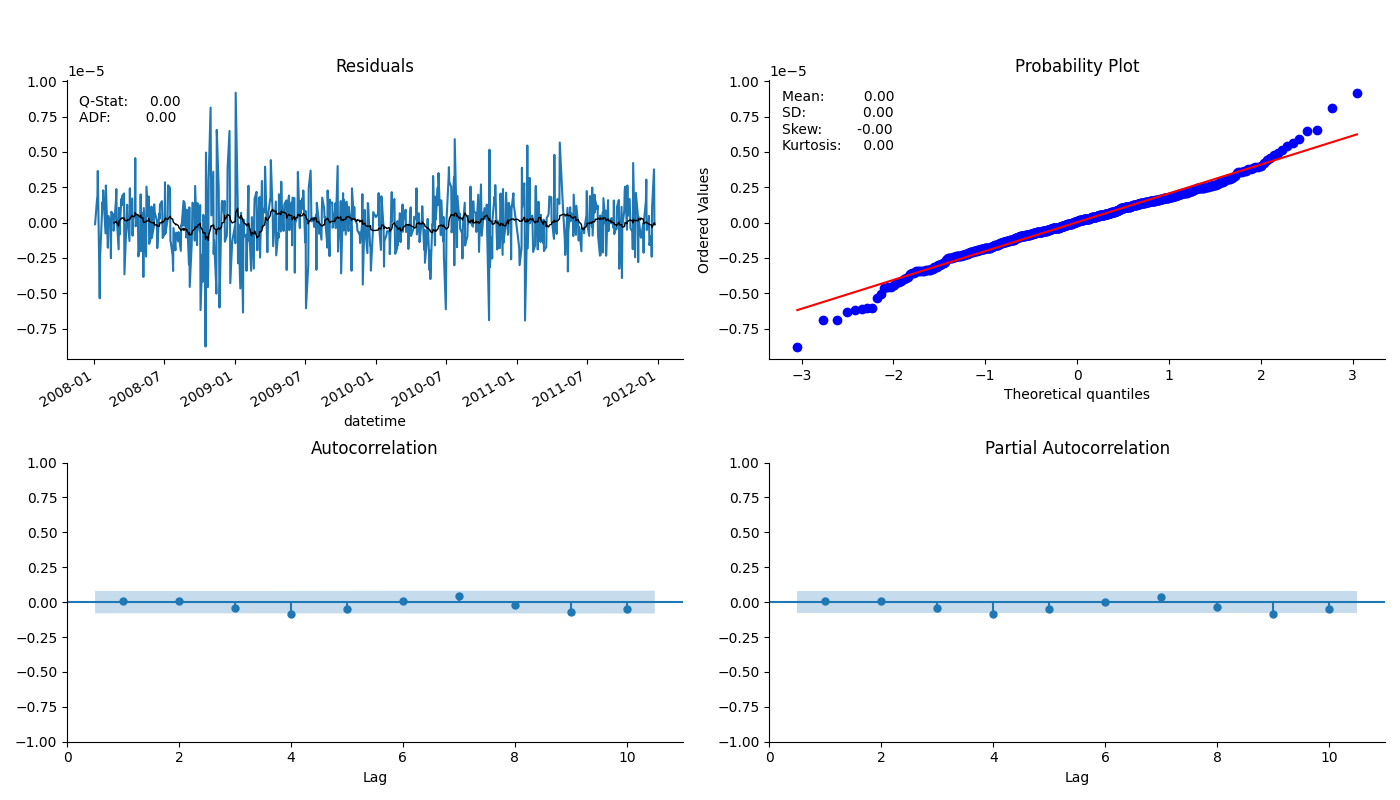 Residuals
1e−5
Q-Stat: 0.00
ADF: 0.00
1.00
0.75
0.50
0.25
0.00
−0.25
−0.50
−0.75
2008-01
2008-07
2009-01
2009-07
2010-01
2010-07
2011-01
2011-07
2012-01
datetime
Probability Plot
1e−5
Mean: 0.00
SD: 0.00
Skew: -0.00
Kurtosis: 0.00
Ordered Values
1.00
0.75
0.50
0.25
0.00
−0.25
−0.50
−0.75
−3 −2 −1 0 1 2 3
Theoretical quantiles
Autocorrelation
1.00
0.75
0.50
0.25
0.00
−0.25
−0.50
−0.75
−1.00
0 2 4 6 8 10
Lag
Partial Autocorrelation
1.00
0.75
0.50
0.25
0.00
−0.25
−0.50
−0.75
−1.00
0 2 4 6 8 10
Lag